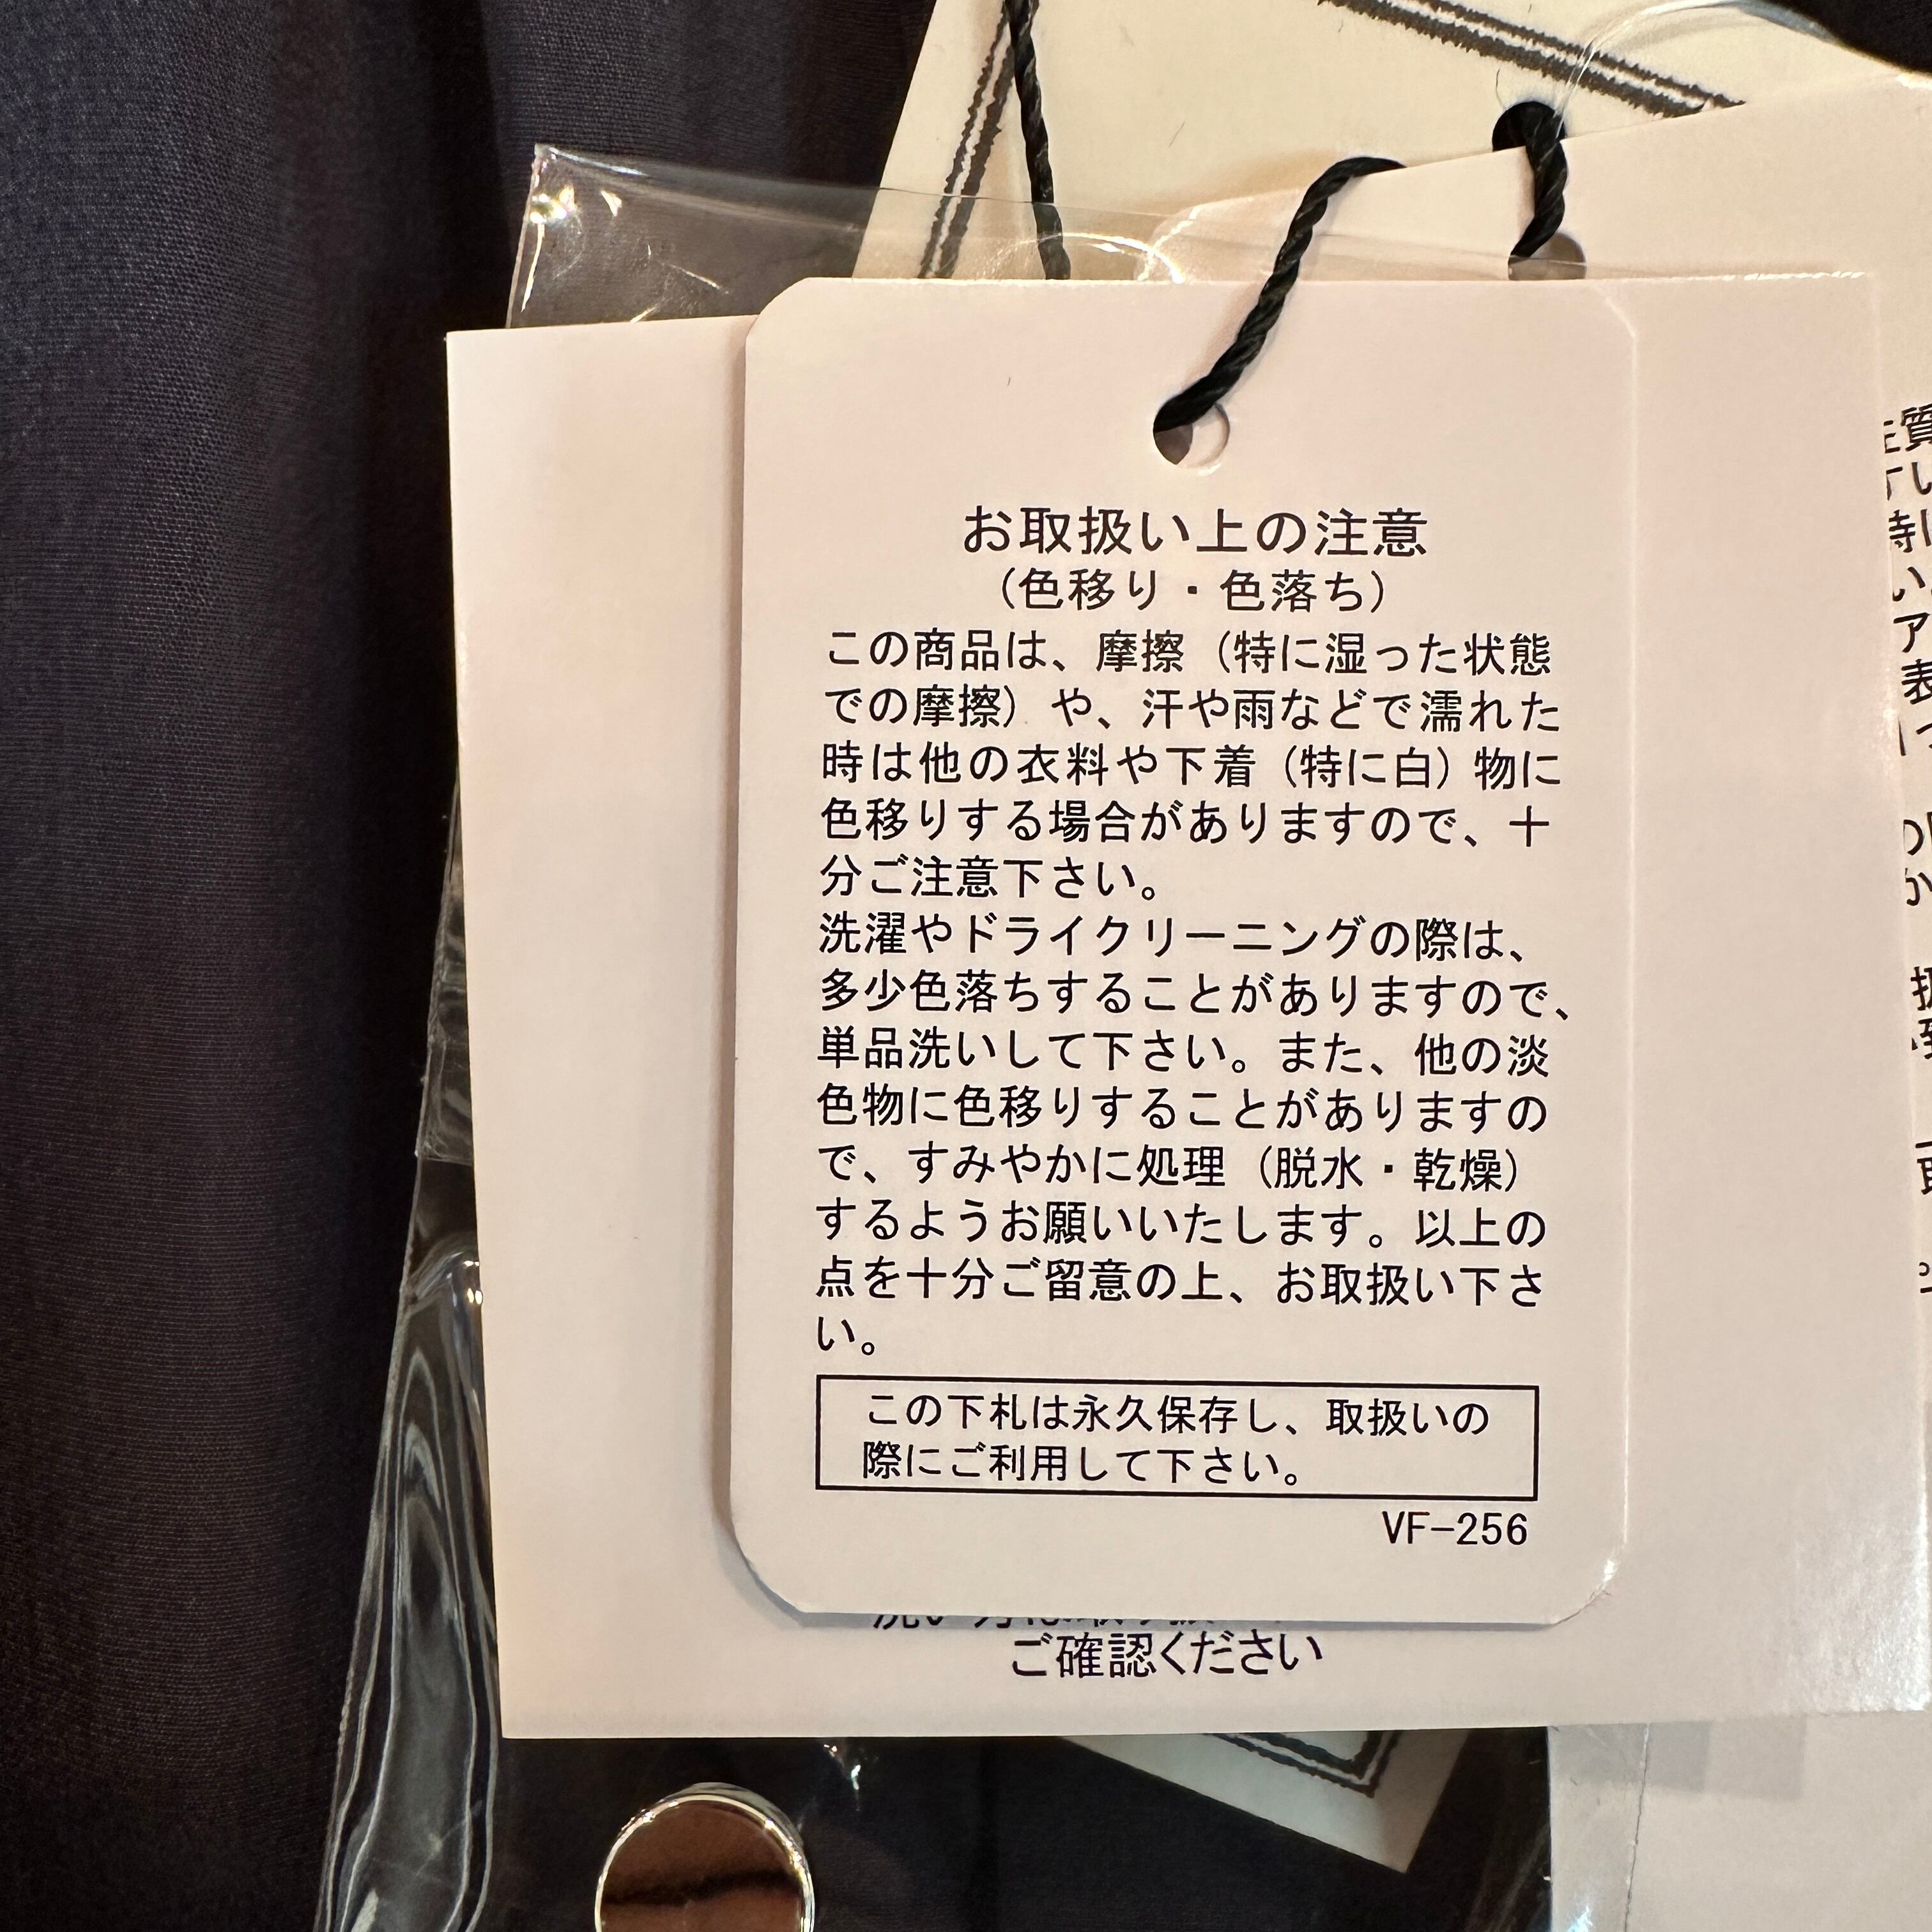 お取扱い上の注意
（色移り・色落ち）
この商品は、摩擦（特に湿った状態
での摩擦）や、汗や雨などで濡れた
時は他の衣料や下着（特に白）物に
色移りする場合がありますので、十
分ご注意下さい。
洗濯やドライクリーニングの際は、
多少色落ちすることがありますので、
単品洗いして下さい。また、他の淡
色物に色移りすることがありますの
で、すみやかに処理（脱水・乾燥）
するようお願いいたします。以上の
点を十分ご留意の上、お取扱い下さ
い。
この下札は永久保存し、取扱いの
際にご利用して下さい。
VF-256
ご確認ください